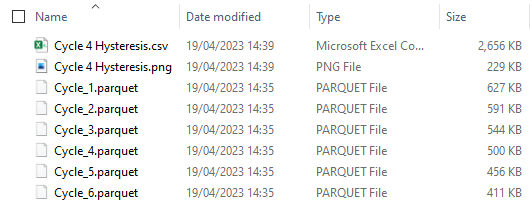 Name Date modified Type Size
Cycle 4 Hysteresis.csv 19/04/2023 14:39 Microsoft Excel Co... 2,656 KB
Cycle 4 Hysteresis.png 19/04/2023 14:39 PNG File 229 KB
Cycle_1.parquet 19/04/2023 14:35 PARQUET File 627 KB
Cycle_2.parquet 19/04/2023 14:35 PARQUET File 591 KB
Cycle_3.parquet 19/04/2023 14:35 PARQUET File 544 KB
Cycle_4.parquet 19/04/2023 14:35 PARQUET File 500 KB
Cycle_5.parquet 19/04/2023 14:35 PARQUET File 456 KB
Cycle_6.parquet 19/04/2023 14:35 PARQUET File 411 KB